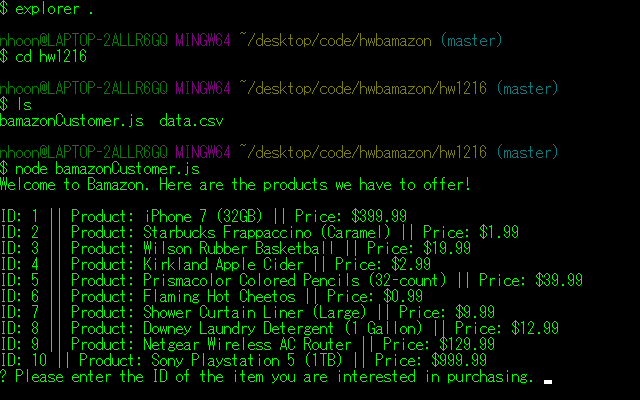 $ explorer .
nhoon@LAPTOP-2ALLR6GQ MINGW64 ~/desktop/code/hwbamazon (master)
$ cd hw1216
nhoon@LAPTOP-2ALLR6GQ MINGW64 ~/desktop/code/hwbamazon/hw1216 (master)
$ ls
bamazonCustomer.js  data.csv
nhoon@LAPTOP-2ALLR6GQ MINGW64 ~/desktop/code/hwbamazon/hw1216 (master)
$ node bamazonCustomer.js
Welcome to Bamazon. Here are the products we have to offer!
ID: 1 || Product: iPhone 7 (32GB) || Price: $399.99
ID: 2 || Product: Starbucks Frappaccino (Caramel) || Price: $1.99
ID: 3 || Product: Wilson Rubber Basketball || Price: $19.99
ID: 4 || Product: Kirkland Apple Cider || Price: $2.99
ID: 5 || Product: Prismacolor Colored Pencils (32-count) || Price: $39.99
ID: 6 || Product: Flaming Hot Cheetos || Price: $0.99
ID: 7 || Product: Shower Curtain Liner (Large) || Price: $9.99
ID: 8 || Product: Downey Laundry Detergent (1 Gallon) || Price: $12.99
ID: 9 || Product: Netgear Wireless AC Router || Price: $129.99
ID: 10 || Product: Sony Playstation 5 (1TB) || Price: $999.99
? Please enter the ID of the item you are interested in purchasing.